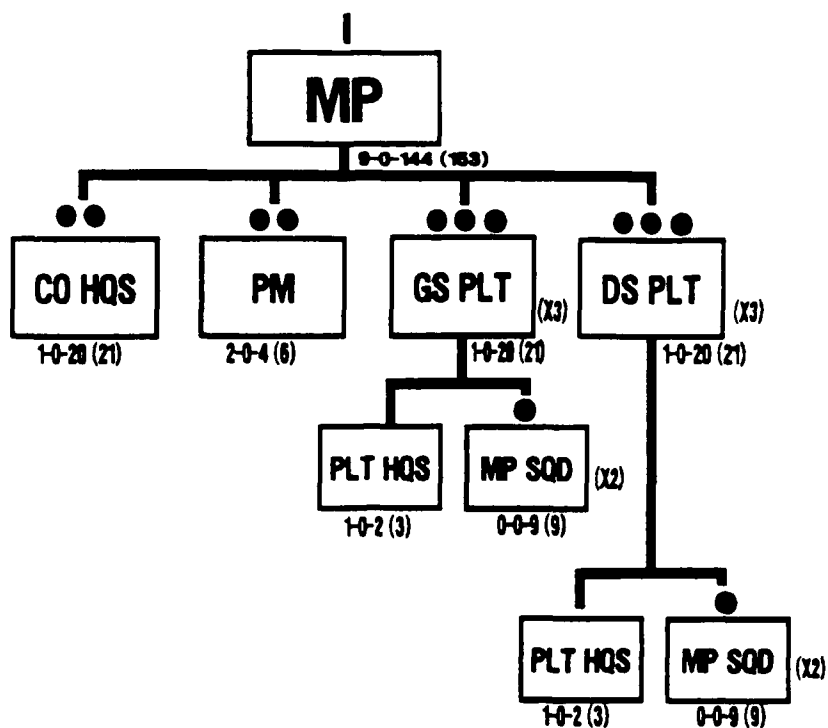 MP
9-0-144 (153)
CO HQS
PM
GS PLT
(X3)
DS PLT
(X3)
1-0-20 (21)
2-0-4 (6)
1-0-20 (21)
1-0-20 (21)
PLT HQS
MP SQD
(X2)
1-0-2 (3)
0-0-9 (9)
PLT HQS
MP SQD
(X2)
1-0-2 (3)
0-0-9 (9)